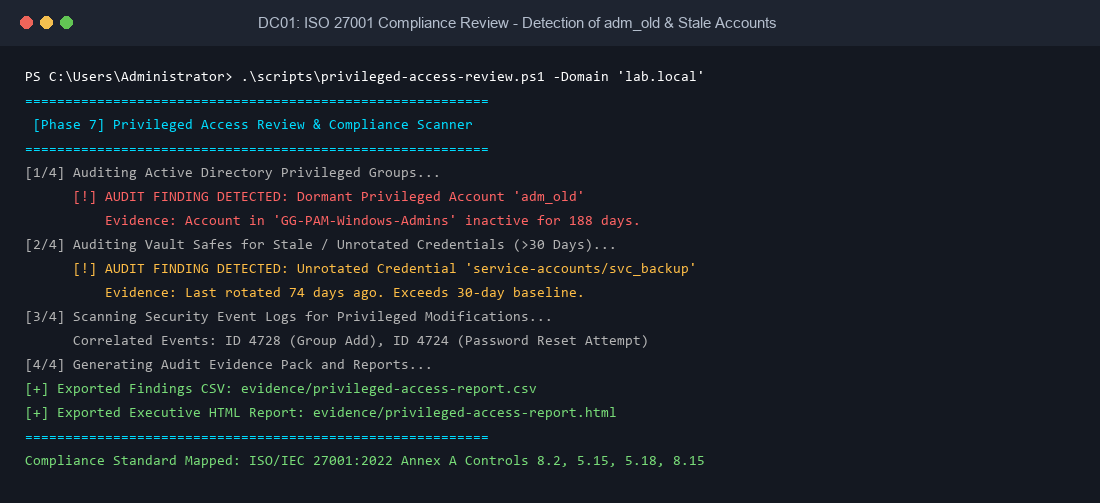 DC01: ISO 27001 Compliance Review - Detection of adm_old & Stale Accounts
PS C:\Users\Administrator> .\scripts\privileged-access-review.ps1 -Domain 'lab.local'
==========================================================
[Phase 7] Privileged Access Review & Compliance Scanner
==========================================================
[1/4] Auditing Active Directory Privileged Groups...
[!] AUDIT FINDING DETECTED: Dormant Privileged Account 'adm_old'
Evidence: Account in 'GG-PAM-Windows-Admins' inactive for 188 days.
[2/4] Auditing Vault Safes for Stale / Unrotated Credentials (>30 Days)...
[!] AUDIT FINDING DETECTED: Unrotated Credential 'service-accounts/svc_backup'
Evidence: Last rotated 74 days ago. Exceeds 30-day baseline.
[3/4] Scanning Security Event Logs for Privileged Modifications...
Correlated Events: ID 4728 (Group Add), ID 4724 (Password Reset Attempt)
[4/4] Generating Audit Evidence Pack and Reports...
[+] Exported Findings CSV: evidence/privileged-access-report.csv
[+] Exported Executive HTML Report: evidence/privileged-access-report.html
==========================================================
Compliance Standard Mapped: ISO/IEC 27001:2022 Annex A Controls 8.2, 5.15, 5.18, 8.15